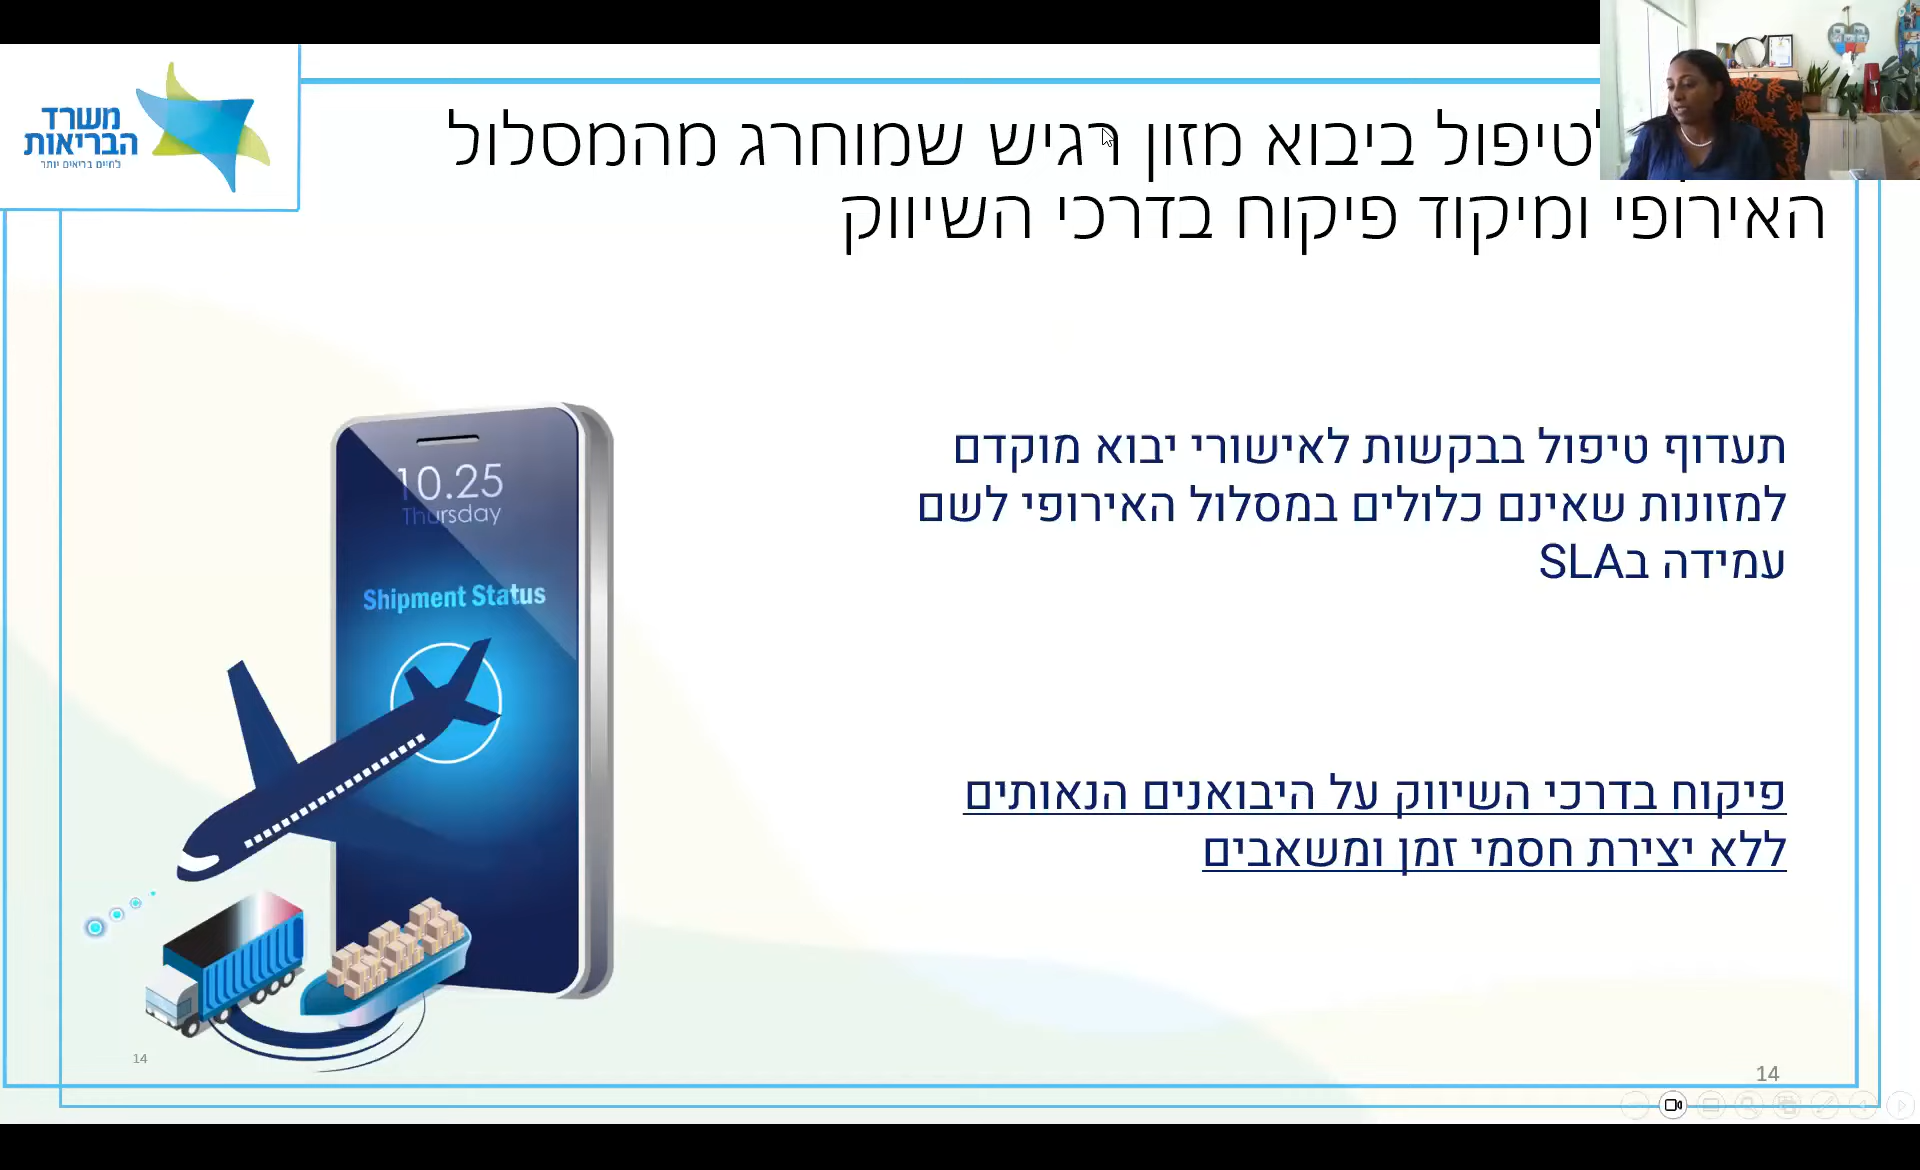 משרד
הבריאות
לחיים בריאים יותר
לטיפול ביבוא מזון רגיש שמוחרג מהמסלול
האירופי ומיקוד פיקוח בדרכי השיווק
תעדוף טיפול בבקשות לאישורי יבוא מוקדם
למזונות שאינם כלולים במסלול האירופי לשם
עמידה בSLA
פיקוח בדרכי השיווק על היבואנים הנאותים
ללא יצירת חסמי זמן ומשאבים
10.25
Thursday
Shipment Status
14
14